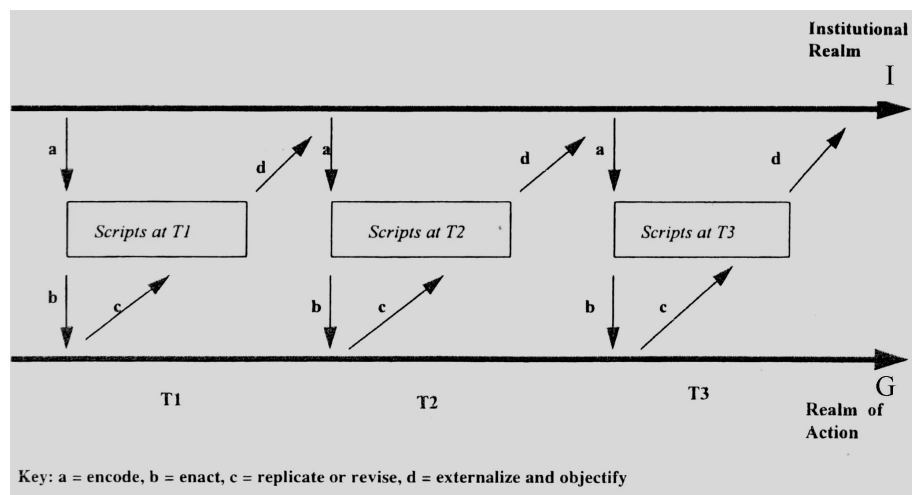 Institutional
Realm
I
a
d
a
d
a
d
Scripts at T1
Scripts at T2
Scripts at T3
b
c
b
c
b
c
G
T1
T2
T3
Realm of
Action
Key: a = encode, b = enact, c = replicate or revise, d = externalize and objectify